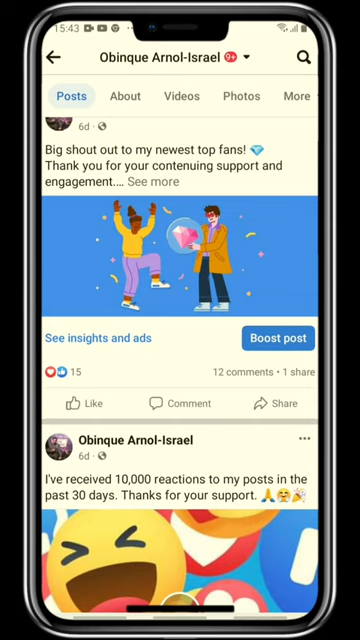 15:43
Obinque Arnol-Israel 9+
Posts About Videos Photos More
6d
Big shout out to my newest top fans! 💎
Thank you for your contenuing support and
engagement.... See more
See insights and ads Boost post
15 12 comments • 1 share
Like Comment Share
Obinque Arnol-Israel
6d
I've received 10,000 reactions to my posts in the
past 30 days. Thanks for your support. 🙏🤗🎉